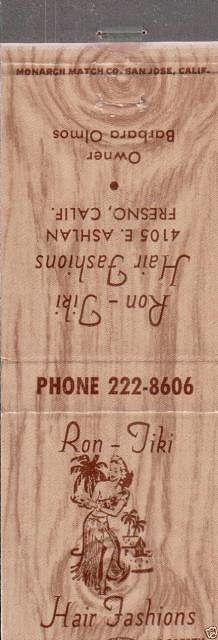 MONARCH MATCH CO. SAN JOSE, CALIF.
Barbara Olmos
Owner
FRESNO, CALIF.
4105 E. ASHLAN
Hair Fashions
Ron - Tiki
PHONE 222-8606
Ron - Tiki
Hair Fashions